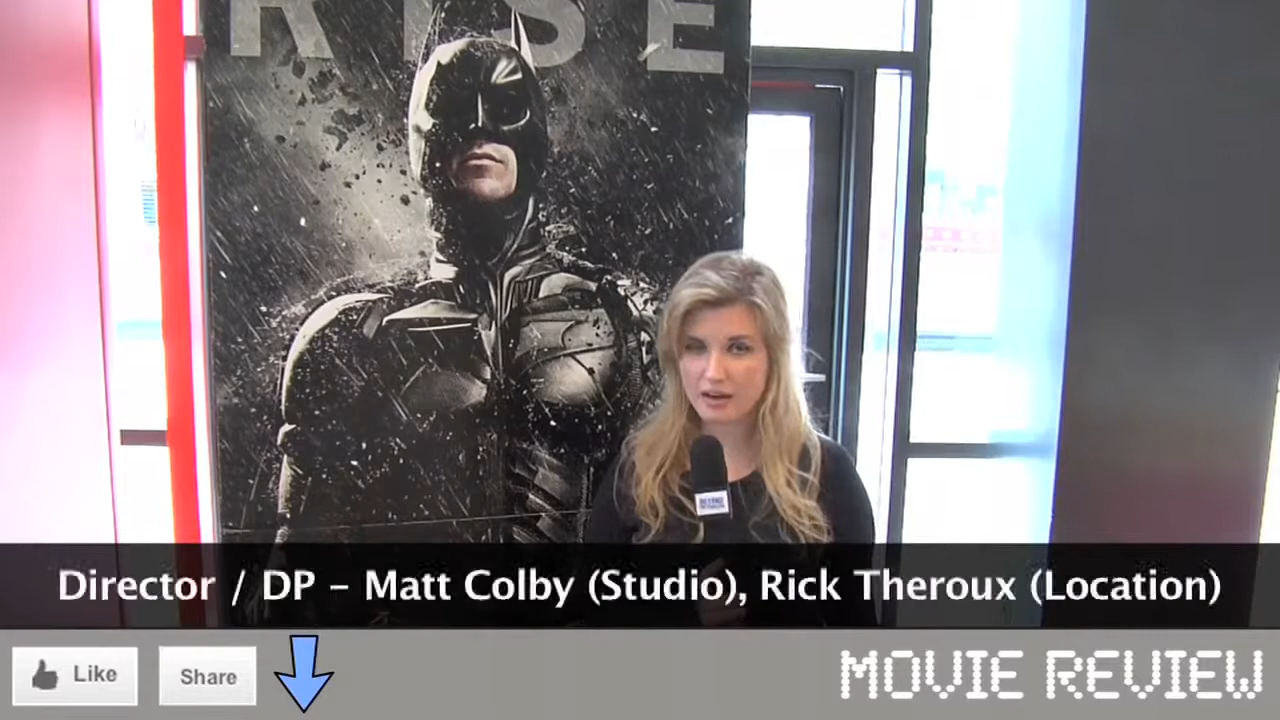 RISE
Director / DP - Matt Colby (Studio), Rick Theroux (Location)
Like
Share
MOVIE REVIEW